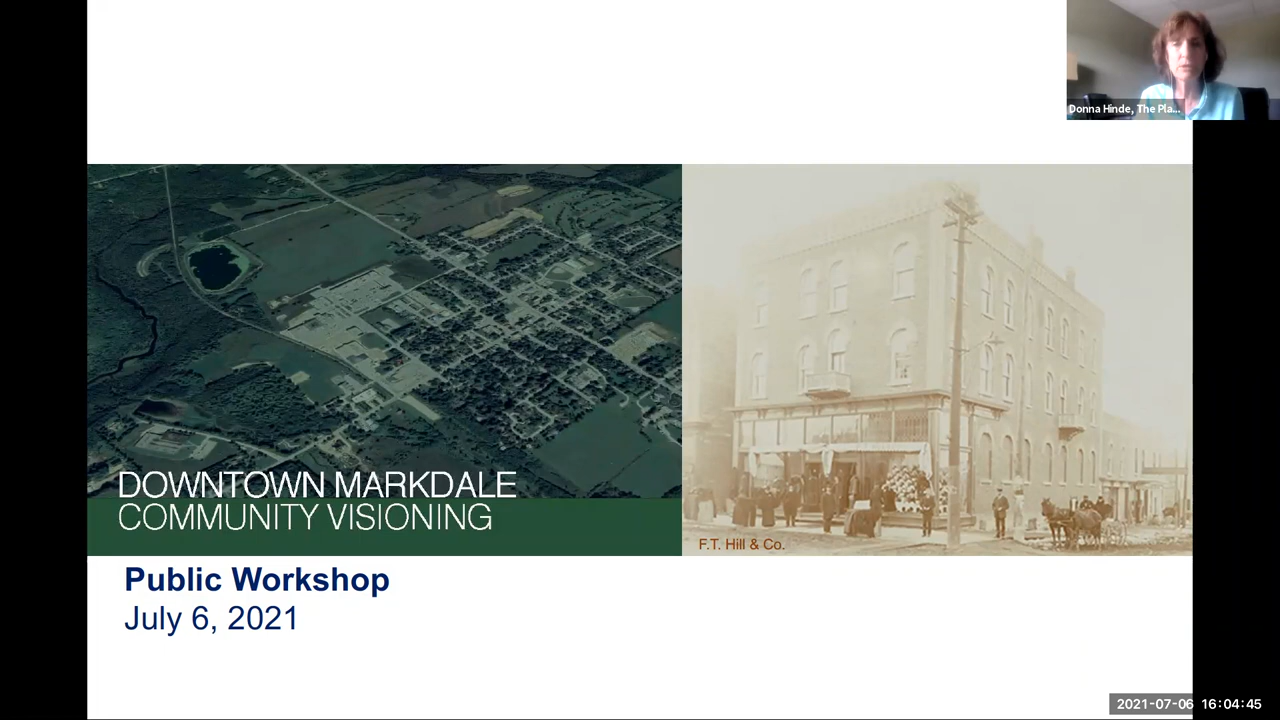 Donna Hinde, The Pla...
DOWNTOWN MARKDALE
COMMUNITY VISIONING
F.T. Hill & Co.
Public Workshop
July 6, 2021
2021-07-06 16:04:45